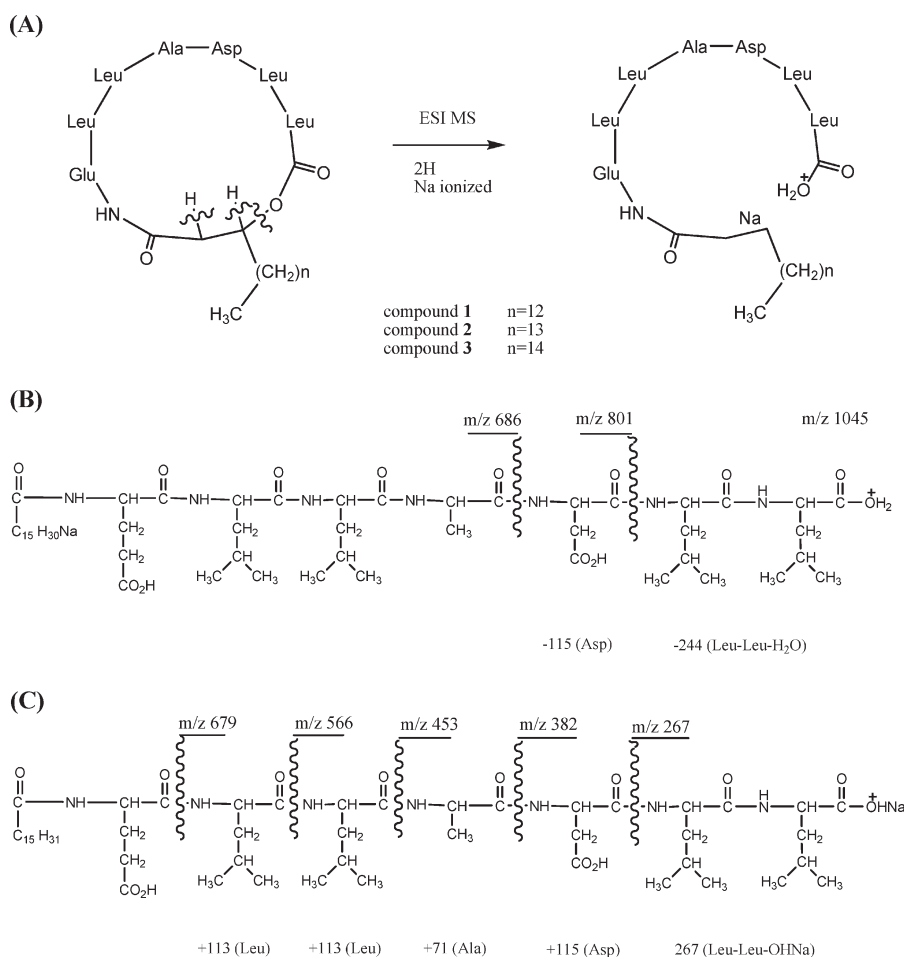 (A)
Ala Asp
Leu Leu
Leu Leu
Glu
HN
O
H H
O
O
(CH2)n
H3C
ESI MS
2H
Na ionized
Ala Asp
Leu Leu
Leu Leu
Glu
HN
O
Na
H2O
+
O
(CH2)n
H3C
compound 1 n=12
compound 2 n=13
compound 3 n=14
(B)
m/z 686 m/z 801 m/z 1045
O O O O O O O O
C NH CH C NH CH C NH CH C NH CH C NH CH C NH CH C H N CH C +OH2
C15 H30Na CH2 CH2 CH2 CH3 CH2 CH2 CH2
CH2 CH CH CO2H CH CH
CO2H H3C CH3 H3C CH3 H3C CH3 H3C CH3
-115 (Asp) -244 (Leu-Leu-H2O)
(C)
m/z 679 m/z 566 m/z 453 m/z 382 m/z 267
O O O O O O O O
C NH CH C NH CH C NH CH C NH CH C NH CH C NH CH C H N CH C +OHNa
C15 H31 CH2 CH2 CH2 CH3 CH2 CH2 CH2
CH2 CH CH CO2H CH CH
CO2H H3C CH3 H3C CH3 H3C CH3 H3C CH3
+113 (Leu) +113 (Leu) +71 (Ala) +115 (Asp) 267 (Leu-Leu-OHNa)